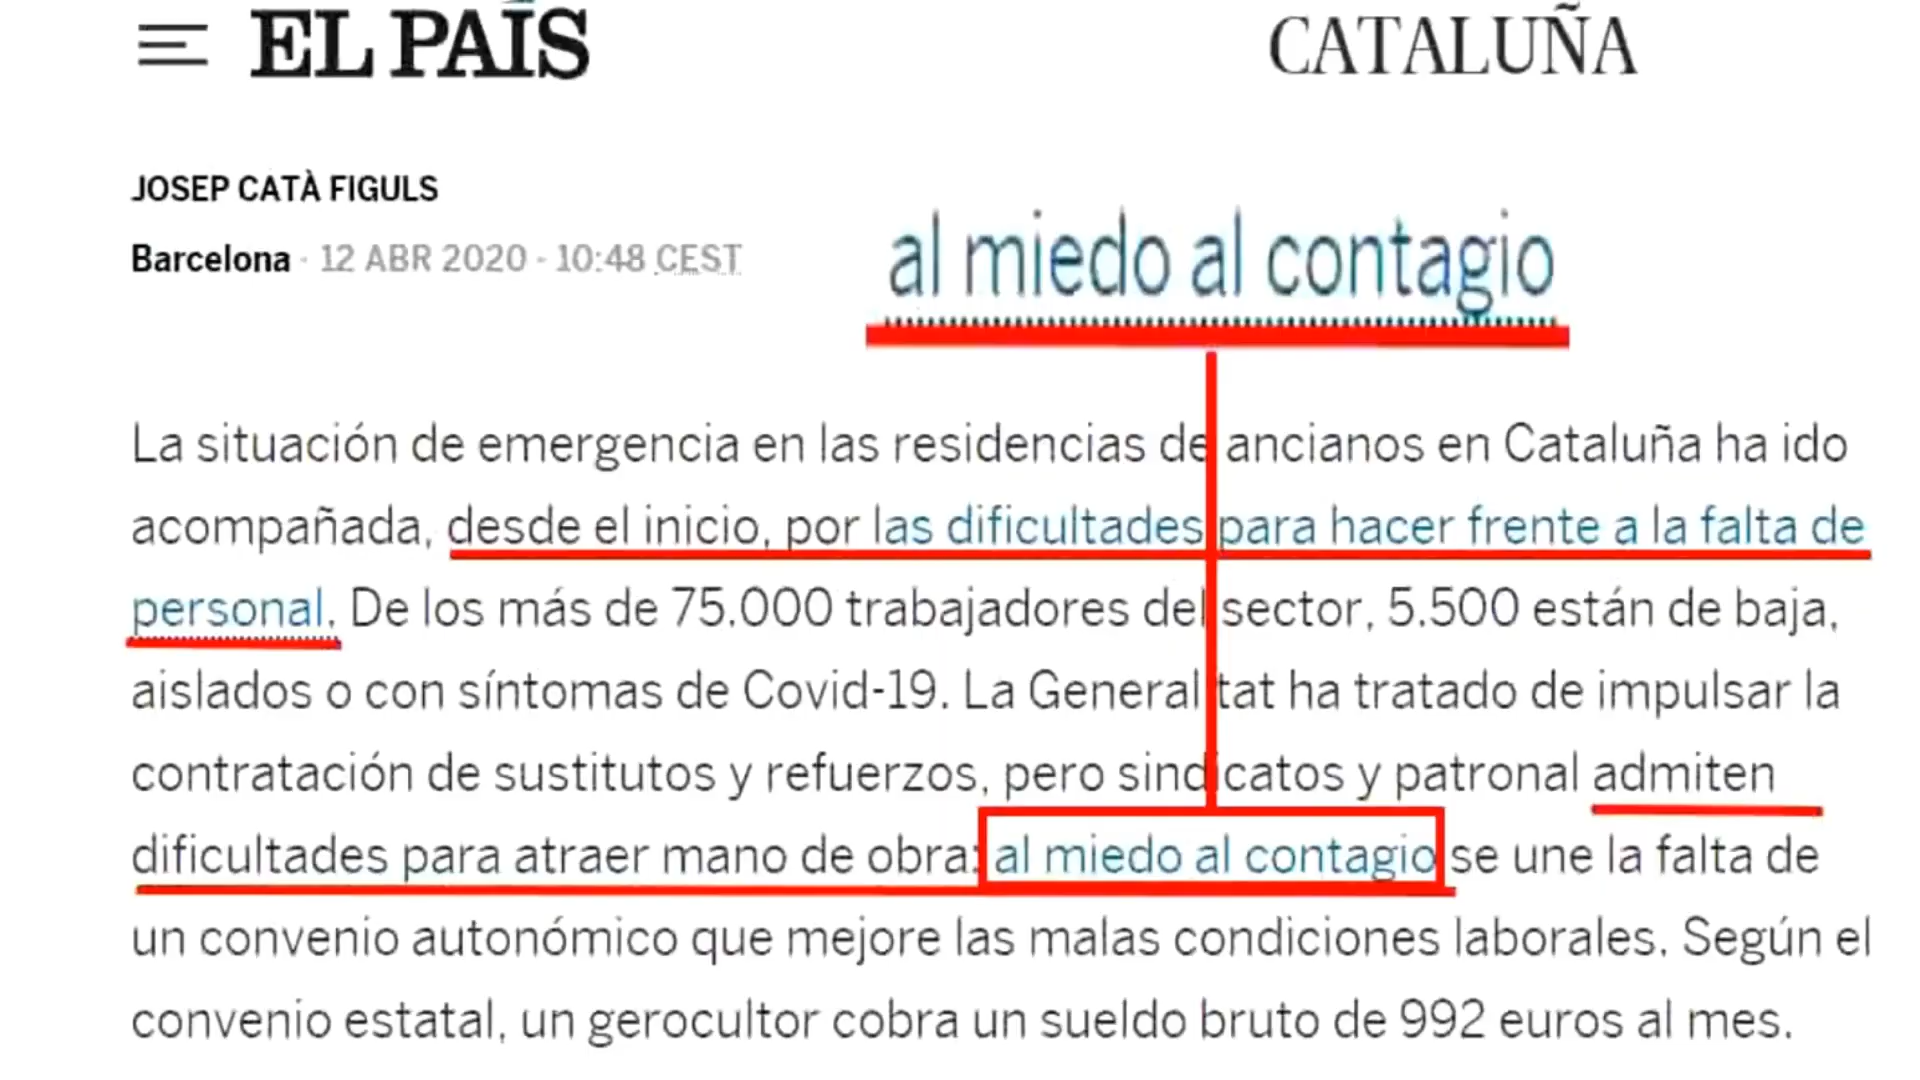 EL PAÍS
CATALUÑA
JOSEP CATÀ FIGULS
Barcelona - 12 ABR 2020 - 10:48 CEST
al miedo al contagio
La situación de emergencia en las residencias de ancianos en Cataluña ha ido
acompañada, desde el inicio, por las dificultades para hacer frente a la falta de
personal. De los más de 75.000 trabajadores del sector, 5.500 están de baja,
aislados o con síntomas de Covid-19. La Generalitat ha tratado de impulsar la
contratación de sustitutos y refuerzos, pero sindicatos y patronal admiten
dificultades para atraer mano de obra: al miedo al contagio se une la falta de
un convenio autonómico que mejore las malas condiciones laborales. Según el
convenio estatal, un gerocultor cobra un sueldo bruto de 992 euros al mes.